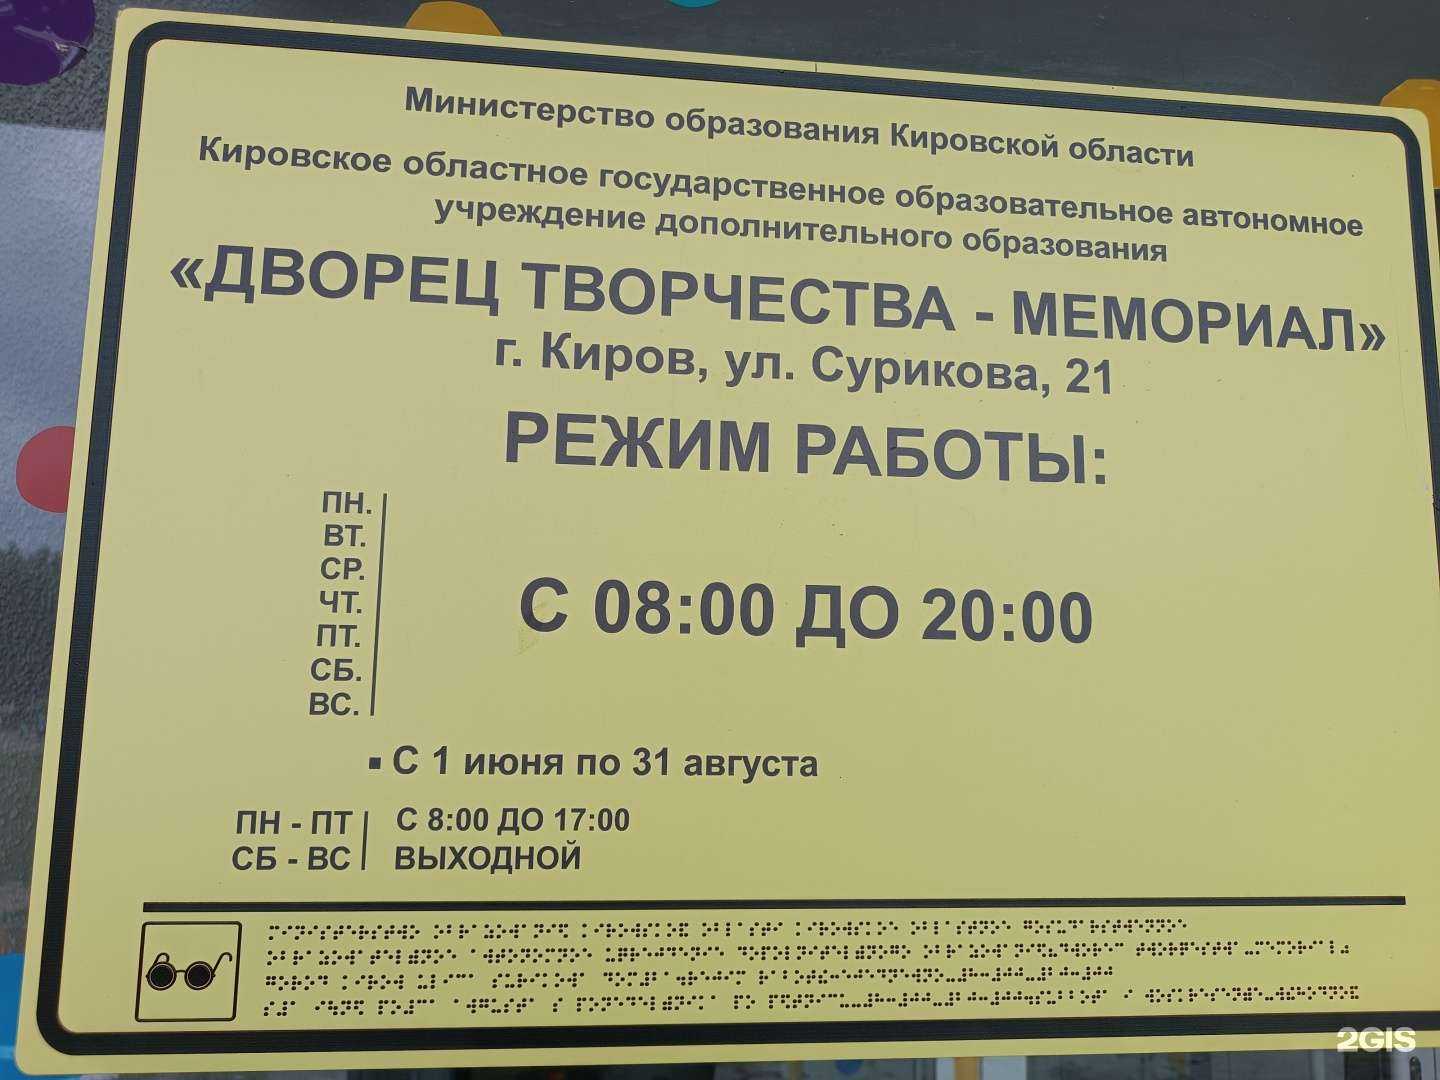 Министерство образования Кировской области
Кировское областное государственное образовательное автономное
учреждение дополнительного образования
«ДВОРЕЦ ТВОРЧЕСТВА - МЕМОРИАЛ»
г. Киров, ул. Сурикова, 21
РЕЖИМ РАБОТЫ:
ПН.
ВТ.
СР.
ЧТ.
ПТ.
СБ.
ВС.
С 08:00 ДО 20:00
▪ С 1 июня по 31 августа
ПН - ПТ С 8:00 ДО 17:00
СБ - ВС ВЫХОДНОЙ
2GIS